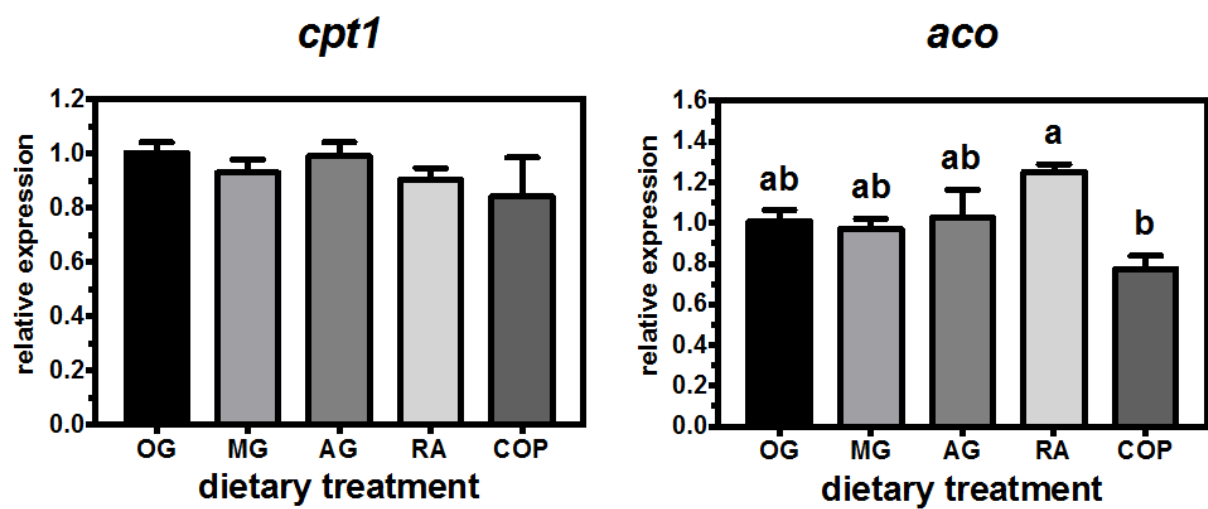 cpt1
relative expression
1.2
1.0
0.8
0.6
0.4
0.2
0.0
OG MG AG RA COP
dietary treatment
aco
relative expression
1.6
1.4
1.2
1.0
0.8
0.6
0.4
0.2
0.0
ab ab ab a b
OG MG AG RA COP
dietary treatment